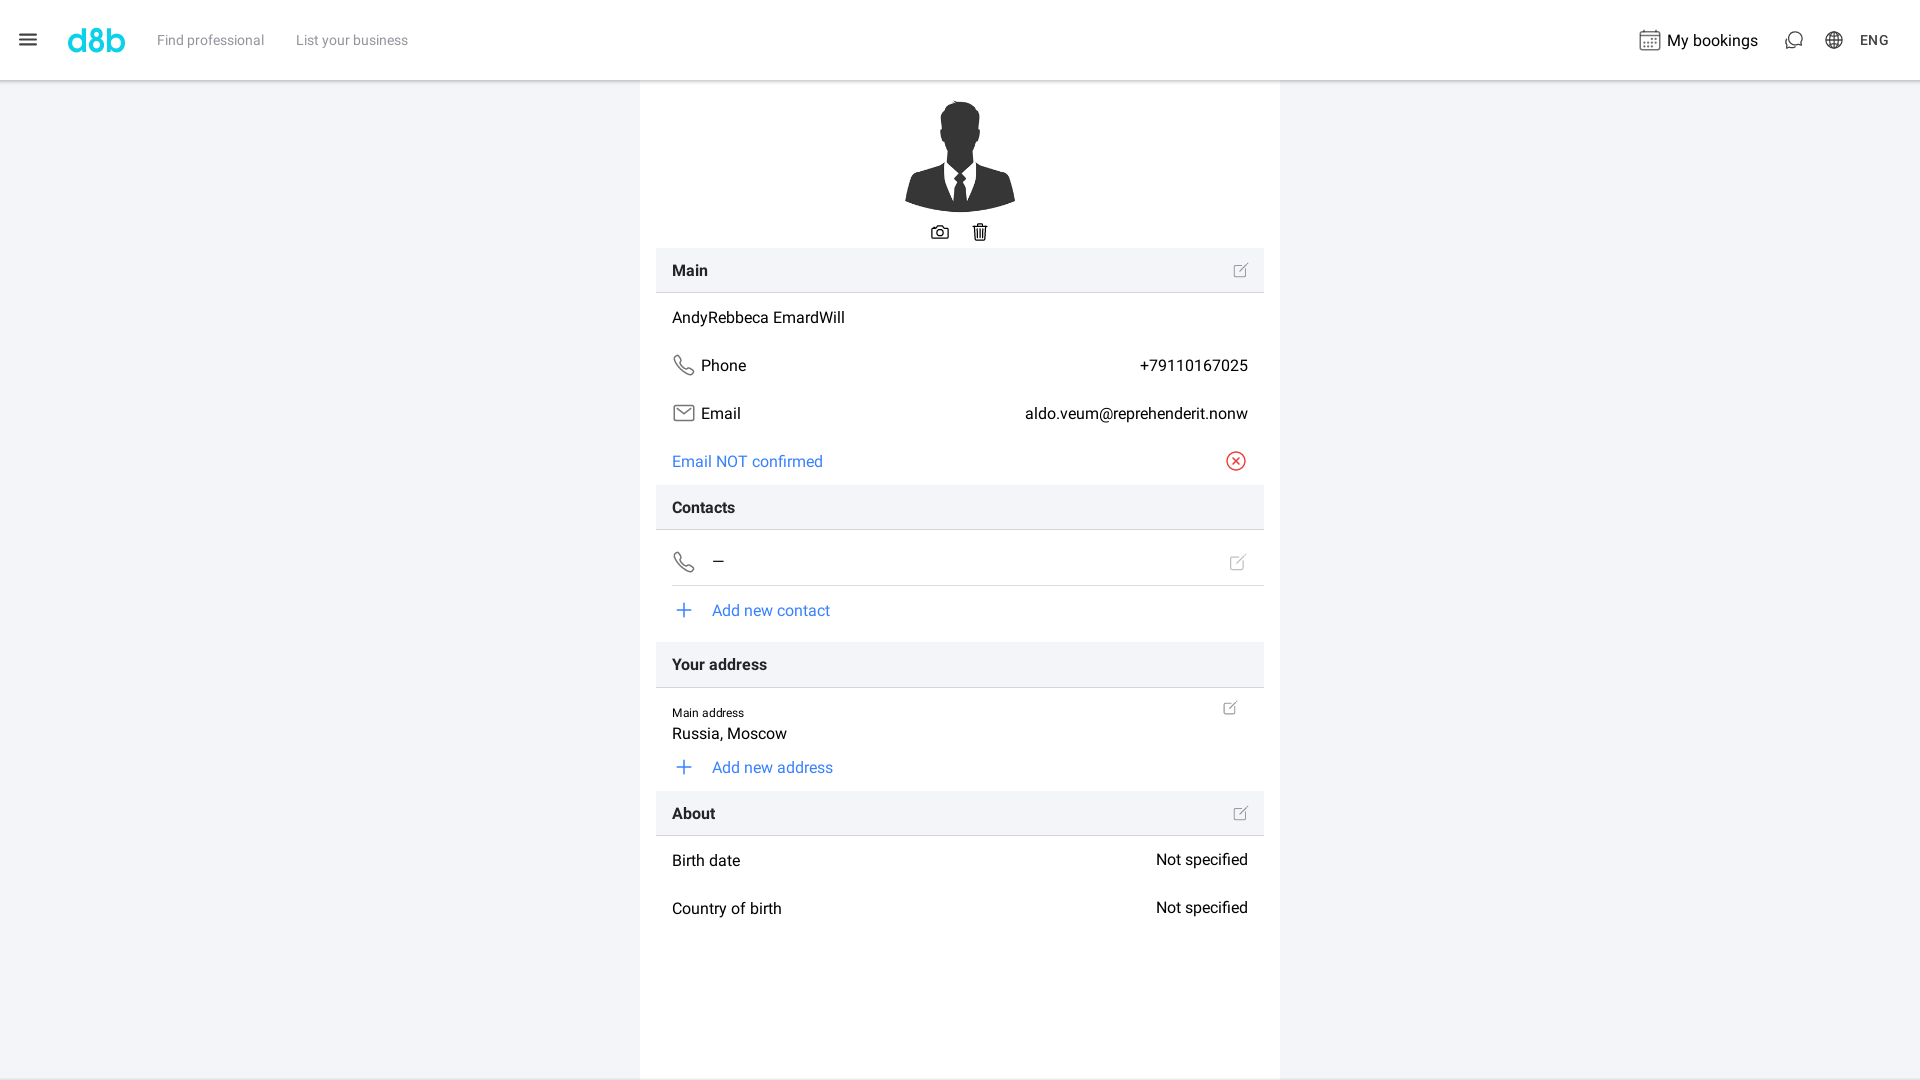 d8b Find professional List your business My bookings ENG
Main
AndyRebbeca EmardWill
Phone +79110167025
Email aldo.veum@reprehenderit.nonw
Email NOT confirmed
Contacts
–
Add new contact
Your address
Main address
Russia, Moscow
Add new address
About
Birth date Not specified
Country of birth Not specified